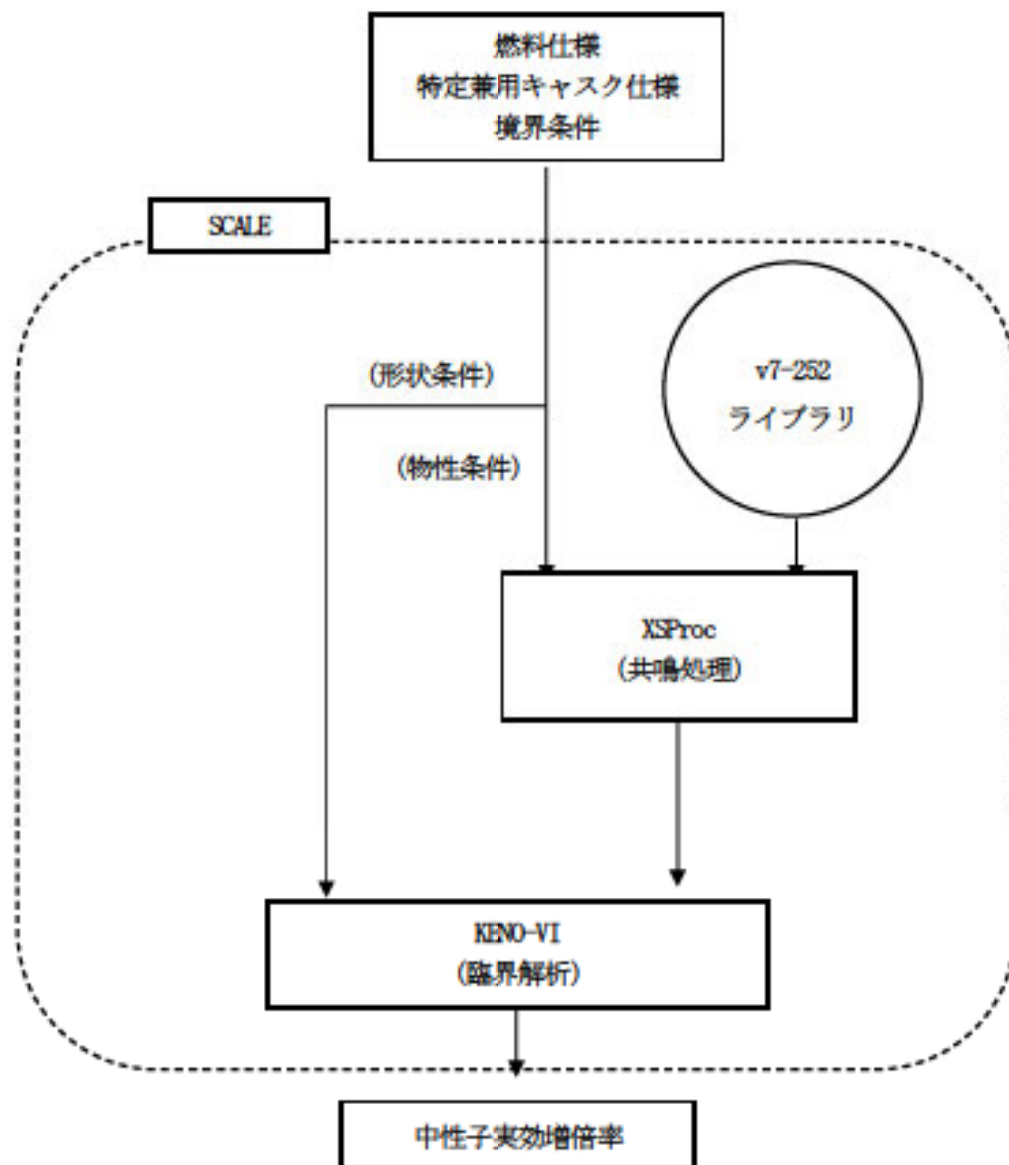 燃料仕様
特定兼用キャスク仕様
境界条件
SCALE
(形状条件)
v7-252
ライブラリ
(物性条件)
XSProc
(共鳴処理)
KENO-VI
(臨界解析)
中性子実効増倍率